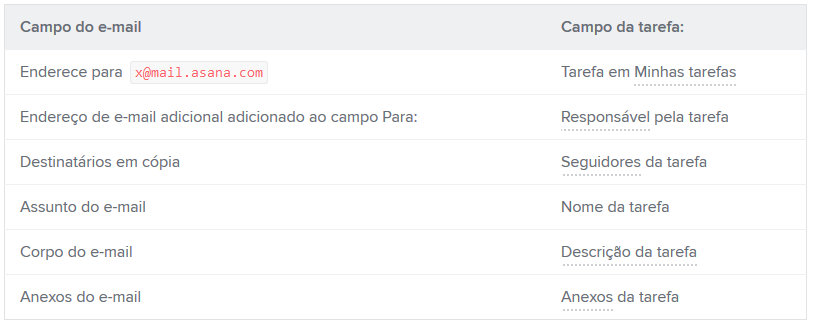 Campo do e-mail Campo da tarefa:
Enderece para x@mail.asana.com Tarefa em Minhas tarefas
Endereço de e-mail adicional adicionado ao campo Para: Responsável pela tarefa
Destinatários em cópia Seguidores da tarefa
Assunto do e-mail Nome da tarefa
Corpo do e-mail Descrição da tarefa
Anexos do e-mail Anexos da tarefa